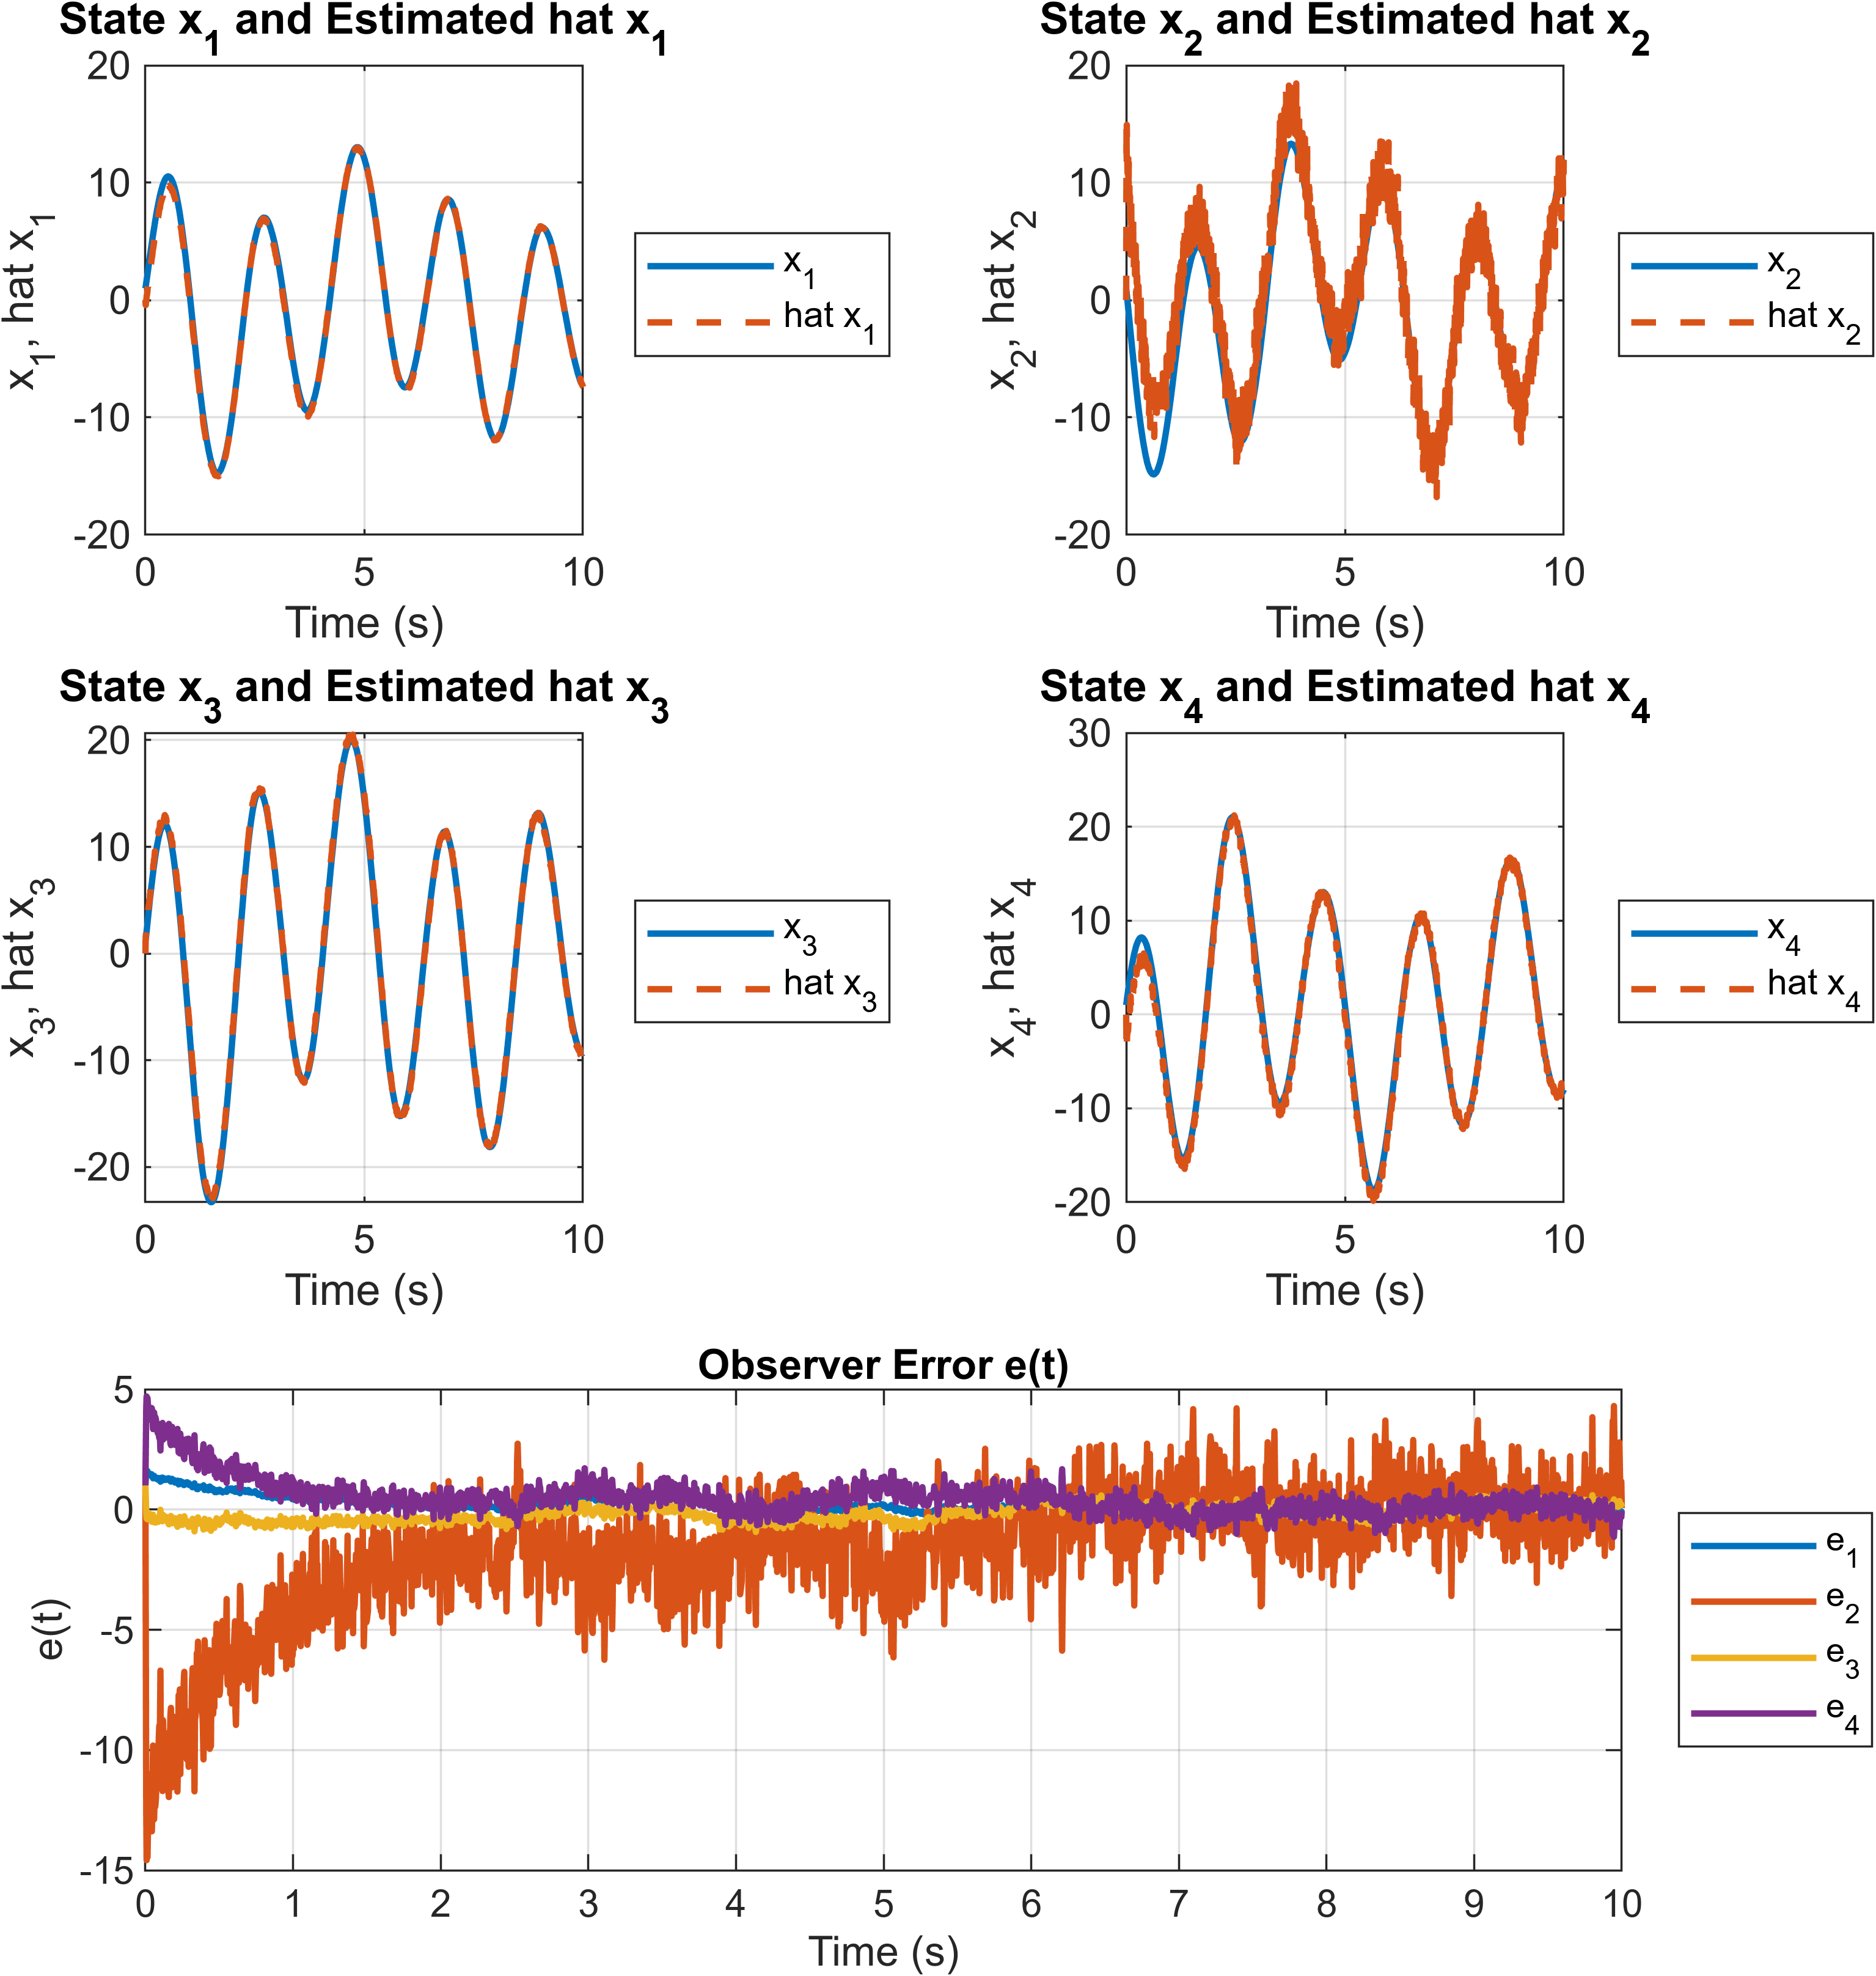 State x1 and Estimated hat x1
20
10
0
-10
-20
0 5 10
x1, hat x1
Time (s)
x1
hat x1
State x2 and Estimated hat x2
20
10
0
-10
-20
0 5 10
x2, hat x2
Time (s)
x2
hat x2
State x3 and Estimated hat x3
20
10
0
-10
-20
0 5 10
x3, hat x3
Time (s)
x3
hat x3
State x4 and Estimated hat x4
30
20
10
0
-10
-20
0 5 10
x4, hat x4
Time (s)
x4
hat x4
Observer Error e(t)
5
0
-5
-10
-15
0 1 2 3 4 5 6 7 8 9 10
e(t)
Time (s)
e1
e2
e3
e4